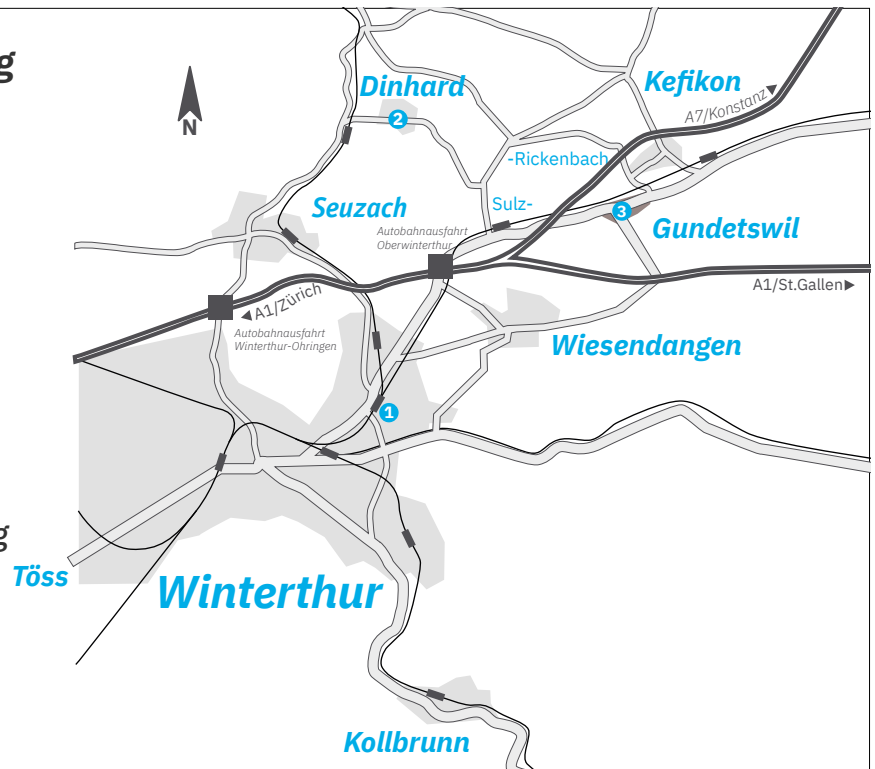 g
Dinhard
Kefikon
A7/Konstanz
N
2
-Rickenbach
Seuzach
Sulz-
3
Gundetswil
Autobahnausfahrt
Oberwinterthur
A1/St.Gallen
A1/Zürich
Autobahnausfahrt
Winterthur-Ohringen
Wiesendangen
1
g
Töss
Winterthur
Kollbrunn